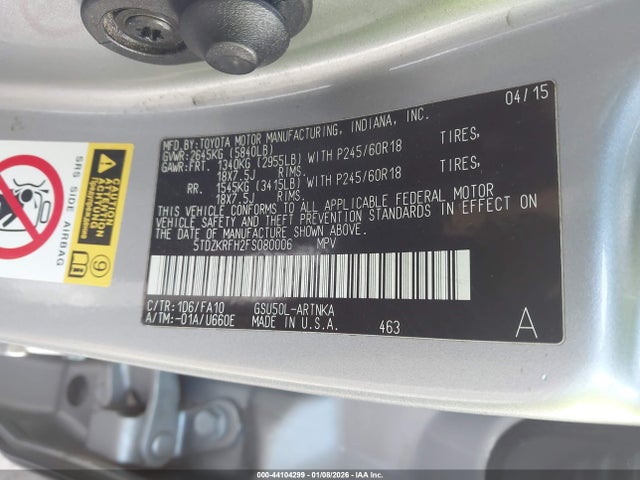 04/15
MFD.BY:TOYOTA MOTOR MANUFACTURING, INDIANA, INC.
GVWR:2645KG (5840LB)
GAWR:FRT. 1340KG (2955LB) WITH P245/60R18 TIRES,
18X7.5J RIMS.
RR. 1545KG (3415LB) WITH P245/60R18 TIRES,
18X7.5J RIMS.
THIS VEHICLE CONFORMS TO ALL APPLICABLE FEDERAL MOTOR
VEHICLE SAFETY AND THEFT PREVENTION STANDARDS IN EFFECT ON
THE DATE OF MANUFACTURE SHOWN ABOVE.
5TDZKRFH2FS080006 MPV
C/TR: 1D6/FA10 GSU50L-ARTNKA
A/TM:-01A/U660E MADE IN U.S.A. 463 A
SRS SIDE AIRBAG
CAUTION
9
00-44104299 | 01/08/2026 | © IAA, LLC